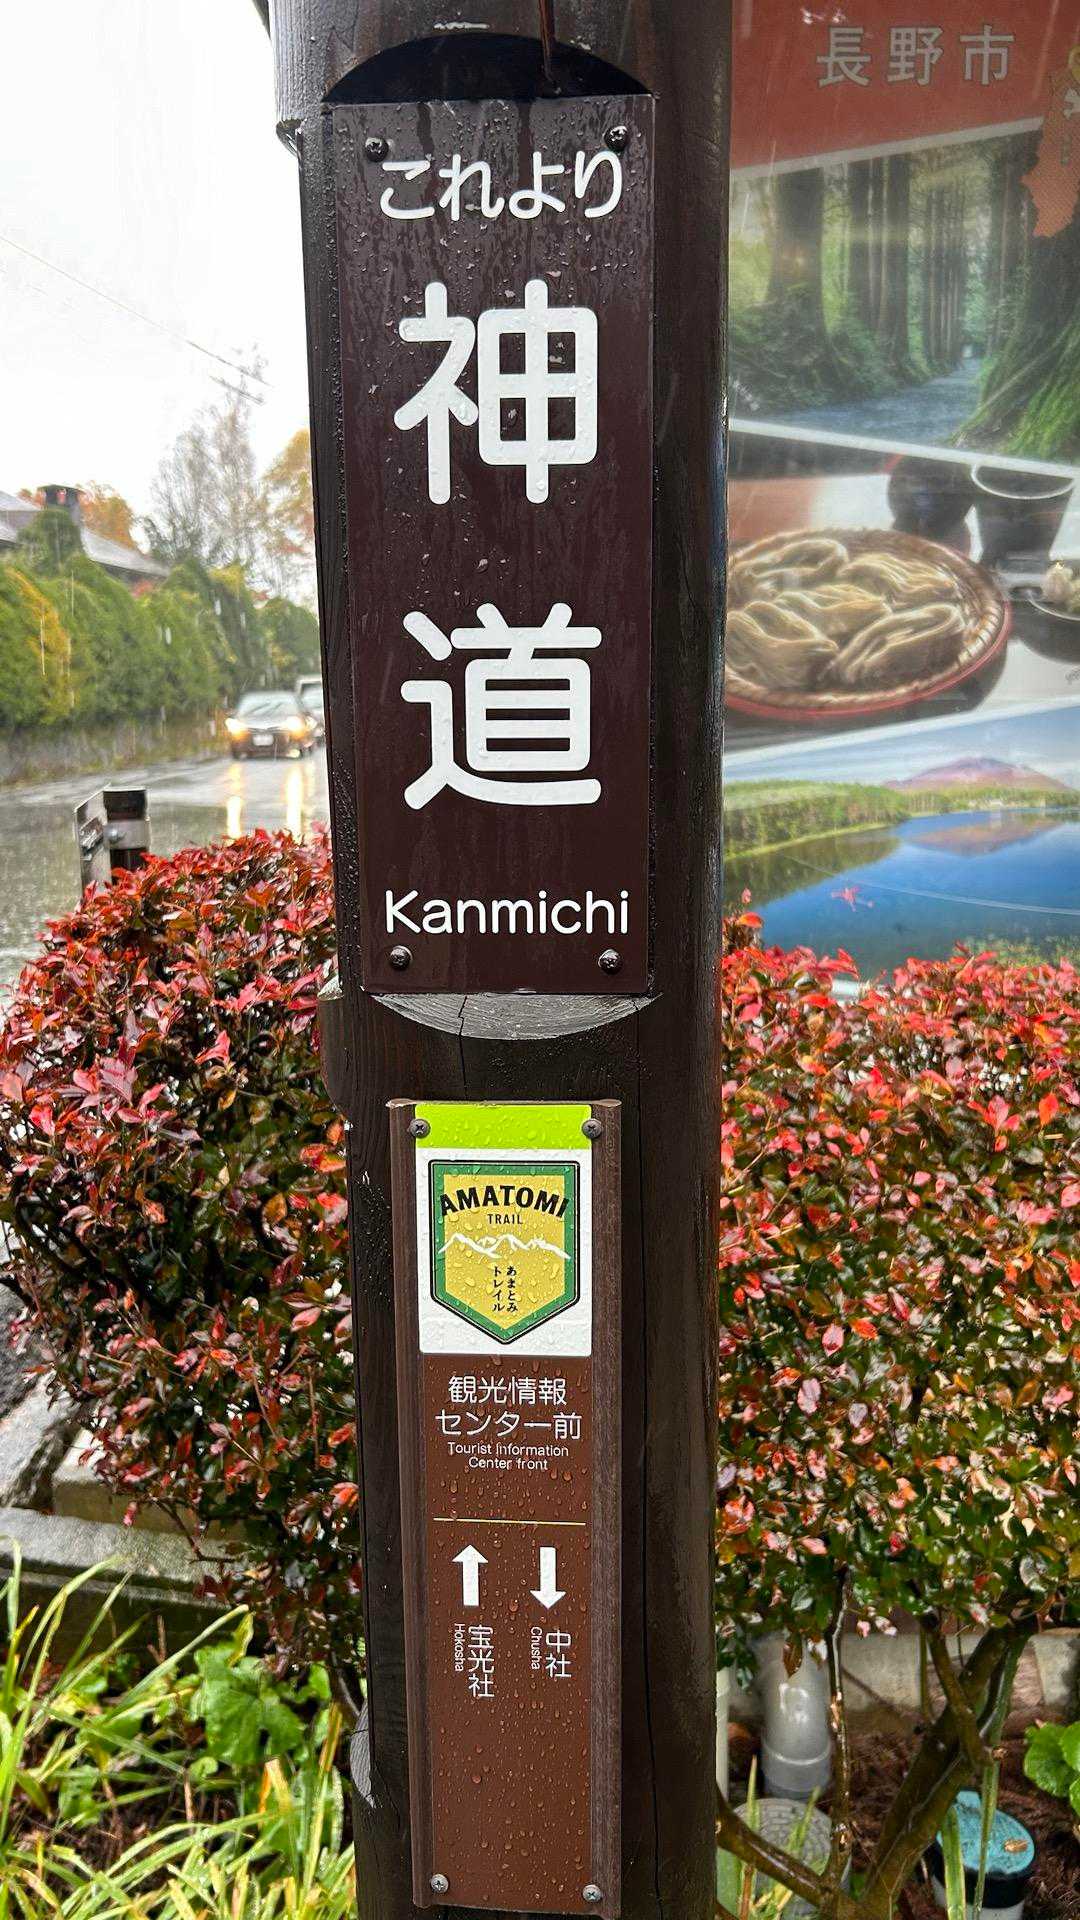 長野市
これより
神道
Kanmichi
AMATOMI
TRAIL
あまとみ
トレイル
観光情報
センター前
Tourist Information
Center front
宝光社
Hokosha
中社
Chusha